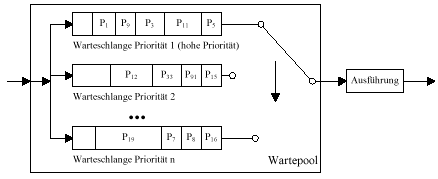 P1 P9 P3 P11 P5
Warteschlange Priorität 1 (hohe Priorität)
P12 P33 P91 P15
Warteschlange Priorität 2
...
P19 P7 P8 P16
Warteschlange Priorität n
Wartepool
Ausführung